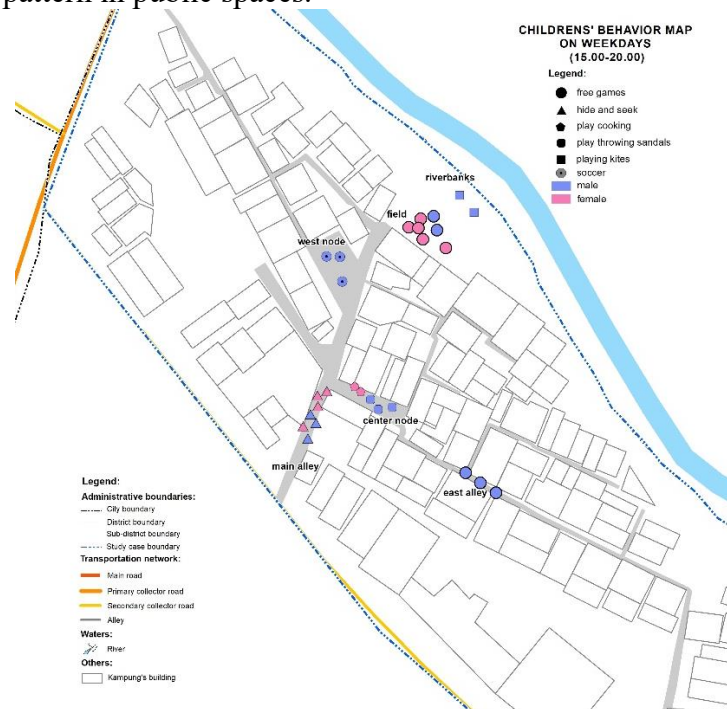 pattern in public spaces.
CHILDRENS' BEHAVIOR MAP
ON WEEKDAYS
(15.00-20.00)
Legend:
free games
hide and seek
play cooking
play throwing sandals
playing kites
soccer
male
female
riverbanks
field
west node
center node
main alley
east alley
Legend:
Administrative boundaries:
City boundary
District boundary
Sub-district boundary
Study case boundary
Transportation network:
Main road
Primary collector road
Secondary collector road
Alley
Waters:
River
Others:
Kampung's building